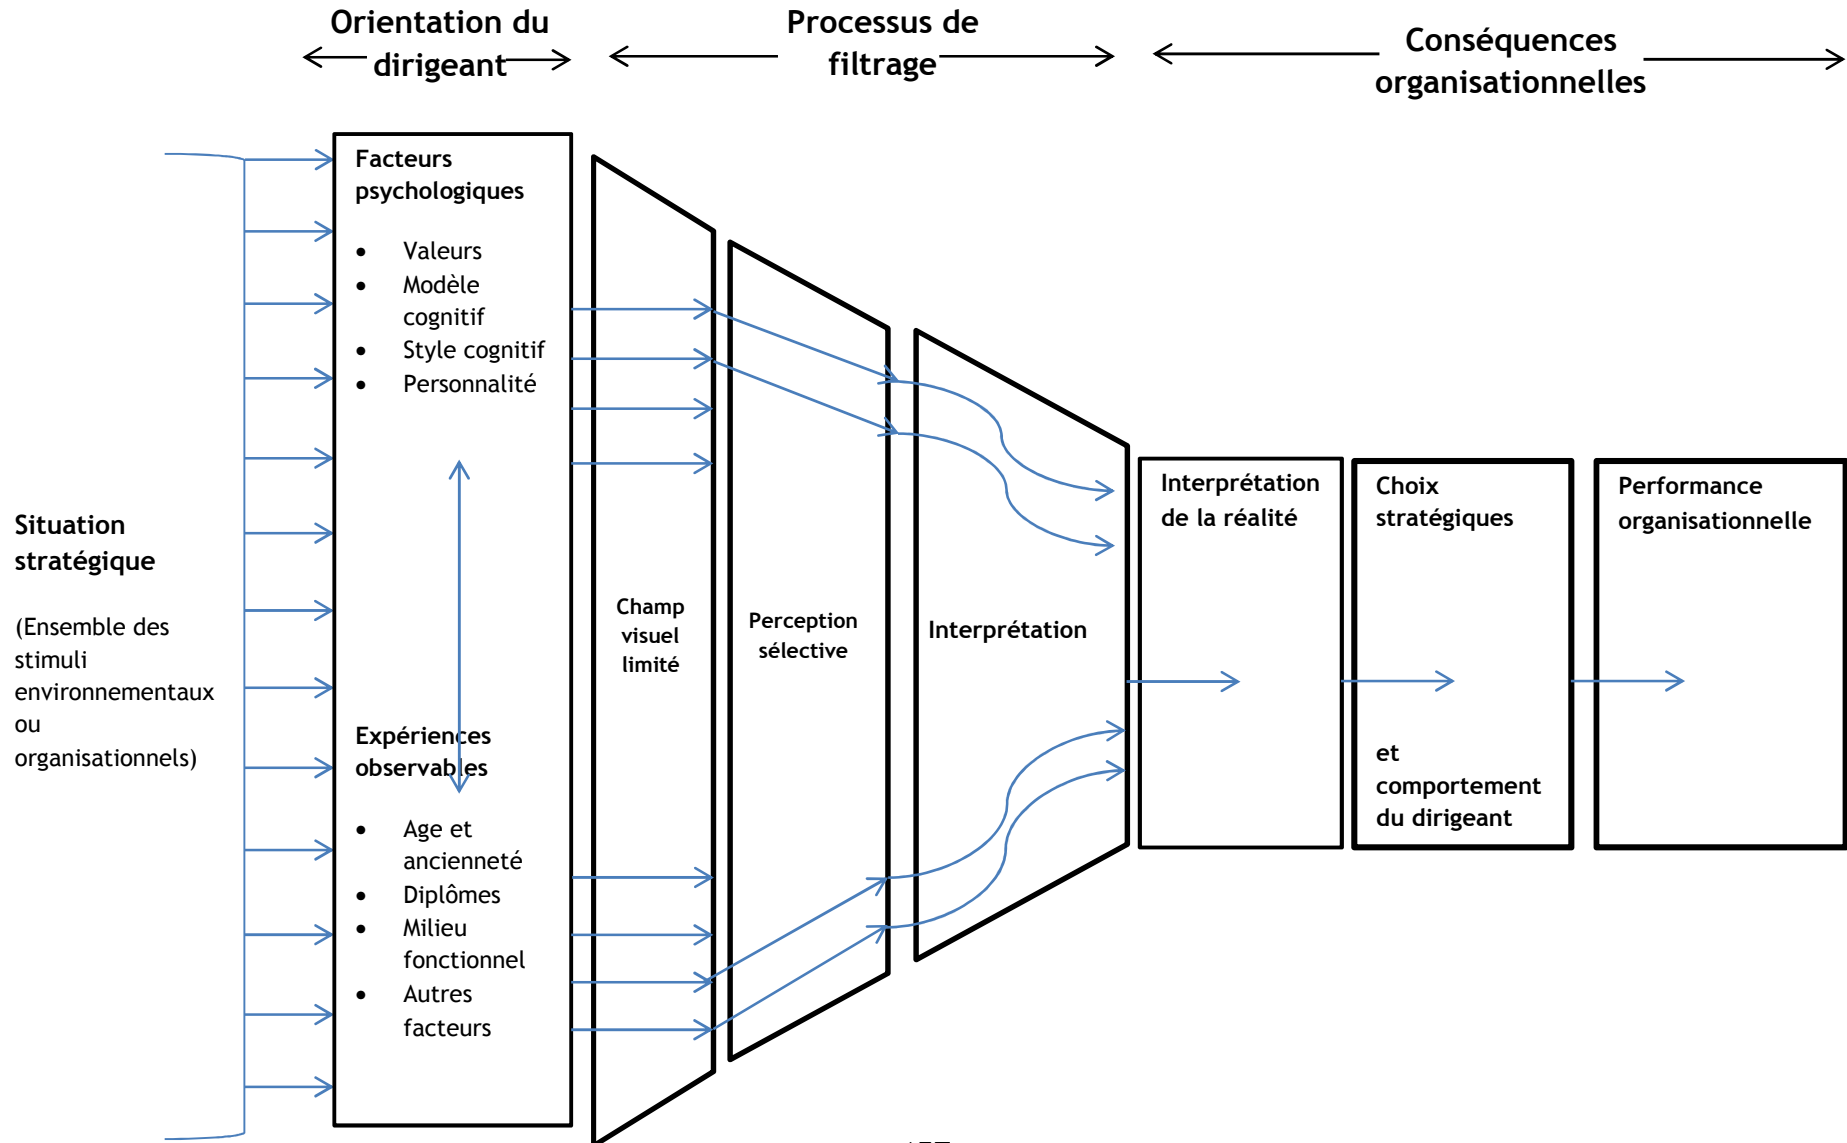 Orientation du
dirigeant
Processus de
filtrage
Conséquences
organisationnelles
Situation
stratégique
(Ensemble des
stimuli
environnementaux
ou
organisationnels)
Facteurs
psychologiques
• Valeurs
• Modèle
cognitif
• Style cognitif
• Personnalité
Expériences
observables
• Age et
ancienneté
• Diplômes
• Milieu
fonctionnel
• Autres
facteurs
Champ
visuel
limité
Perception
sélective
Interprétation
Interprétation
de la réalité
Choix
stratégiques
et
comportement
du dirigeant
Performance
organisationnelle